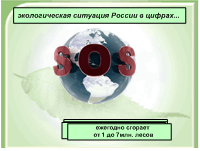 экологическая ситуация России в цифрах...
SOS
ежегодно сгорает
от 1 до 7млн. лесов